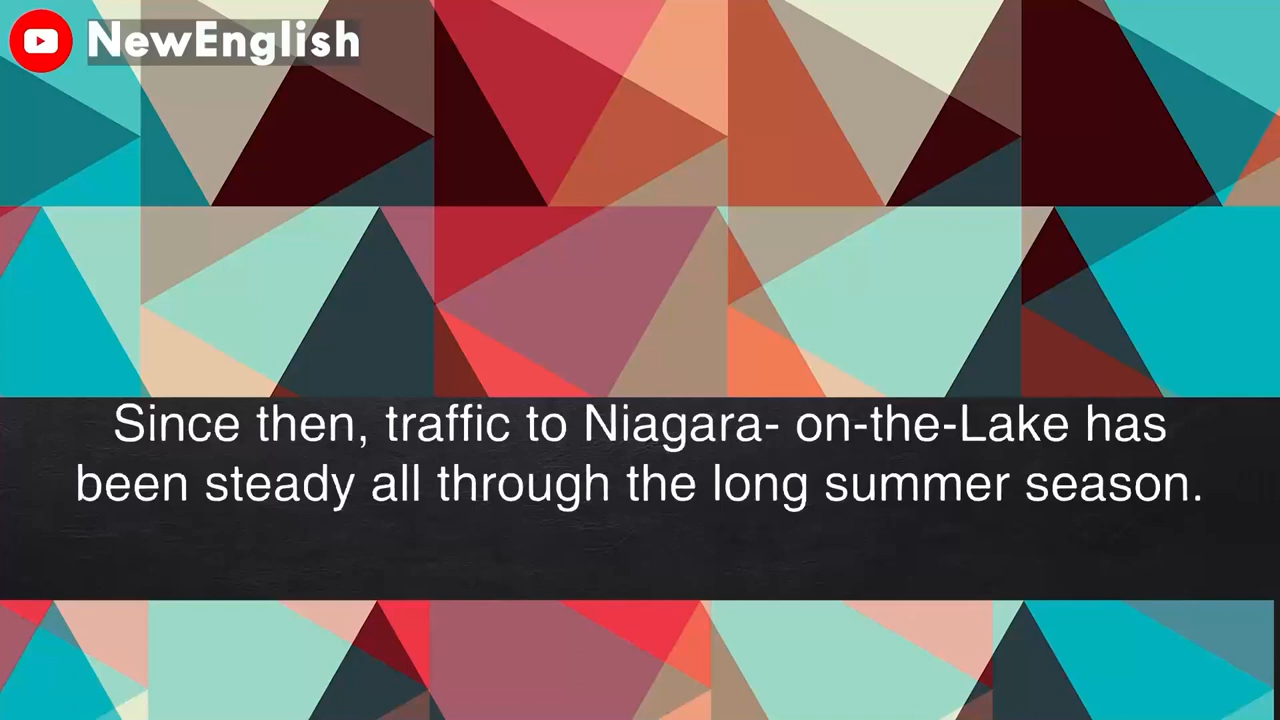 NewEnglish
Since then, traffic to Niagara- on-the-Lake has
been steady all through the long summer season.